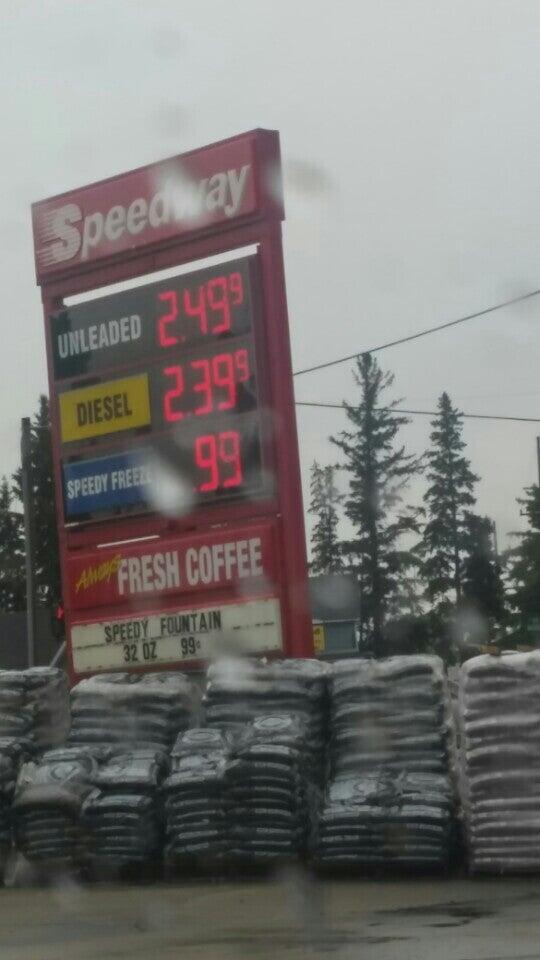 Speedway
UNLEADED 2.49 9
DIESEL 2.39 9
SPEEDY FREEZE .99
Always FRESH COFFEE
SPEEDY FOUNTAIN
32 OZ 99¢